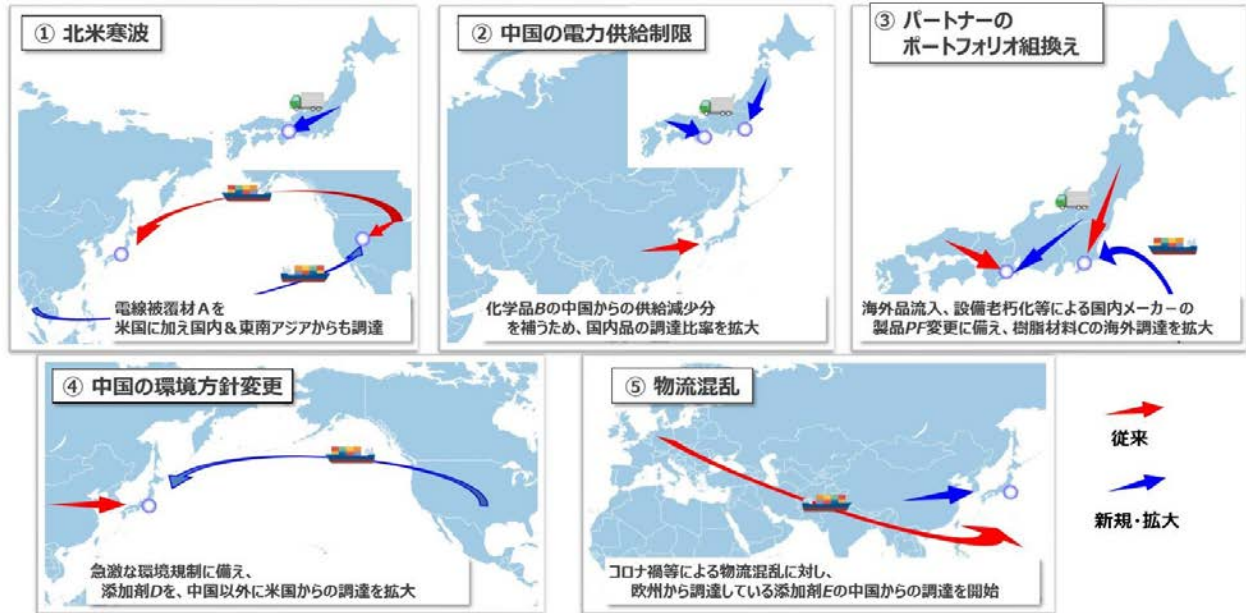 ① 北米寒波
電線被覆材Aを
米国に加え国内&東南アジアからも調達
② 中国の電力供給制限
化学品Bの中国からの供給減少分
を補うため、国内品の調達比率を拡大
③ パートナーの
ポートフォリオ組換え
海外品流入、設備老朽化等による国内メーカーの
製品PF変更に備え、樹脂材料Cの海外調達を拡大
④ 中国の環境方針変更
急激な環境規制に備え、
添加剤Dを、中国以外に米国からの調達を拡大
⑤ 物流混乱
コロナ禍等による物流混乱に対し、
欧州から調達している添加剤Eの中国からの調達を開始
従来
新規・拡大